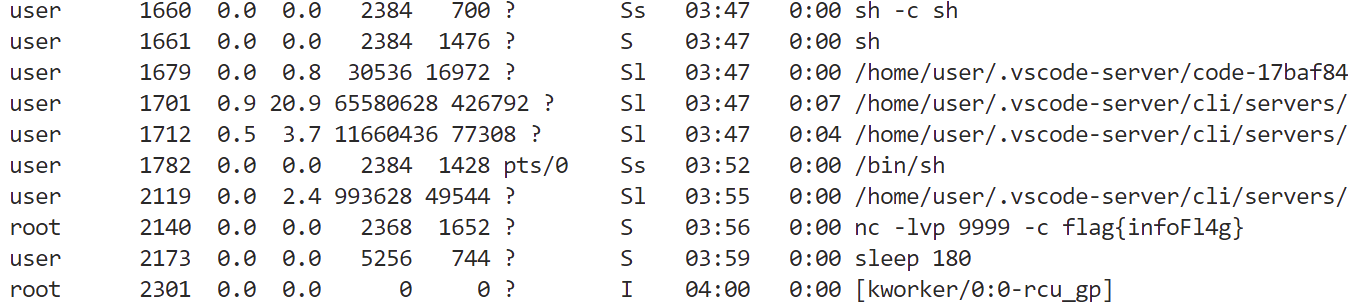 user 1660 0.0 0.0 2384 700 ? Ss 03:47 0:00 sh -c sh
user 1661 0.0 0.0 2384 1476 ? S 03:47 0:00 sh
user 1679 0.0 0.8 30536 16972 ? Sl 03:47 0:00 /home/user/.vscode-server/code-17baf84
user 1701 0.9 20.9 65580628 426792 ? Sl 03:47 0:07 /home/user/.vscode-server/cli/servers/
user 1712 0.5 3.7 11660436 77308 ? Sl 03:47 0:04 /home/user/.vscode-server/cli/servers/
user 1782 0.0 0.0 2384 1428 pts/0 Ss 03:52 0:00 /bin/sh
user 2119 0.0 2.4 993628 49544 ? Sl 03:55 0:00 /home/user/.vscode-server/cli/servers/
root 2140 0.0 0.0 2368 1652 ? S 03:56 0:00 nc -lvp 9999 -c flag{infoFl4g}
user 2173 0.0 0.0 5256 744 ? S 03:59 0:00 sleep 180
root 2301 0.0 0.0 0 0 ? I 04:00 0:00 [kworker/0:0-rcu_gp]